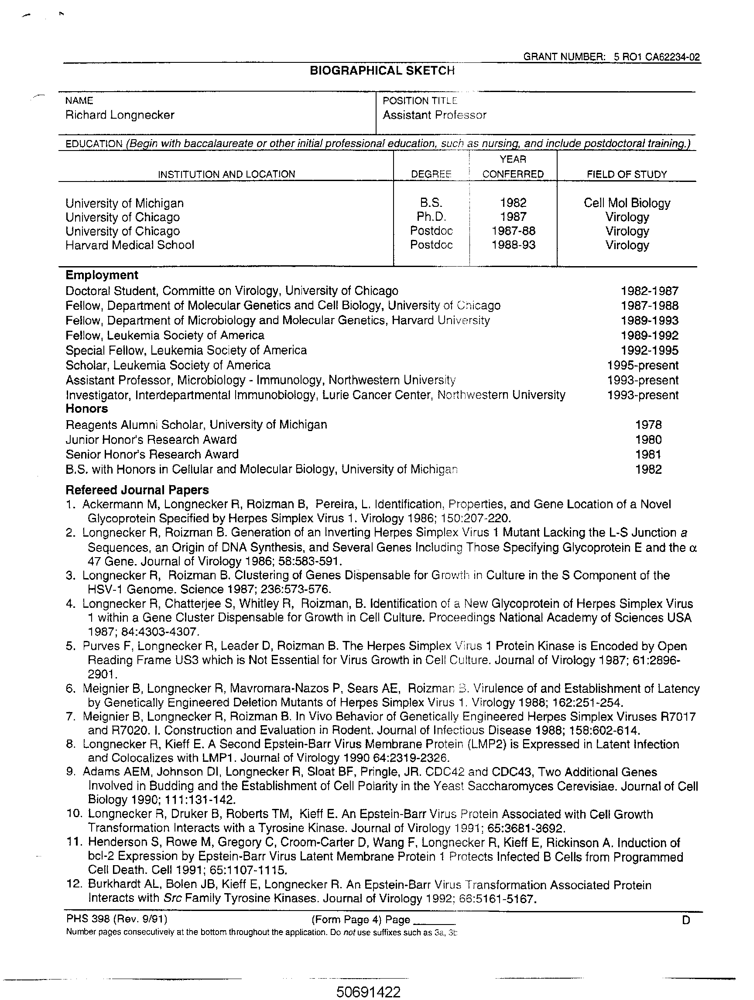 GRANT NUMBER: 5 RO1 CA62234-02
BIOGRAPHICAL SKETCH
NAME POSITION TITLE
Richard Longnecker Assistant Professor
EDUCATION (Begin with baccalaureate or other initial professional education, such as nursing, and include postdoctoral training.)
YEAR
INSTITUTION AND LOCATION DEGREE CONFERRED FIELD OF STUDY
University of Michigan B.S. 1982 Cell Mol Biology
University of Chicago Ph.D. 1987 Virology
University of Chicago Postdoc 1987-88 Virology
Harvard Medical School Postdoc 1988-93 Virology
Employment
Doctoral Student, Committe on Virology, University of Chicago 1982-1987
Fellow, Department of Molecular Genetics and Cell Biology, University of Chicago 1987-1988
Fellow, Department of Microbiology and Molecular Genetics, Harvard University 1989-1993
Fellow, Leukemia Society of America 1989-1992
Special Fellow, Leukemia Society of America 1992-1995
Scholar, Leukemia Society of America 1995-present
Assistant Professor, Microbiology - Immunology, Northwestern University 1993-present
Investigator, Interdepartmental Immunobiology, Lurie Cancer Center, Northwestern University 1993-present
Honors
Reagents Alumni Scholar, University of Michigan 1978
Junior Honor's Research Award 1980
Senior Honor's Research Award 1981
B.S. with Honors in Cellular and Molecular Biology, University of Michigan 1982
Refereed Journal Papers
1. Ackermann M, Longnecker R, Roizman B, Pereira, L. Identification, Properties, and Gene Location of a Novel
Glycoprotein Specified by Herpes Simplex Virus 1. Virology 1986; 150:207-220.
2. Longnecker R, Roizman B. Generation of an Inverting Herpes Simplex Virus 1 Mutant Lacking the L-S Junction a
Sequences, an Origin of DNA Synthesis, and Several Genes Including Those Specifying Glycoprotein E and the α
47 Gene. Journal of Virology 1986; 58:583-591.
3. Longnecker R, Roizman B. Clustering of Genes Dispensable for Growth in Culture in the S Component of the
HSV-1 Genome. Science 1987; 236:573-576.
4. Longnecker R, Chatterjee S, Whitley R, Roizman, B. Identification of a New Glycoprotein of Herpes Simplex Virus
1 within a Gene Cluster Dispensable for Growth in Cell Culture. Proceedings National Academy of Sciences USA
1987; 84:4303-4307.
5. Purves F, Longnecker R, Leader D, Roizman B. The Herpes Simplex Virus 1 Protein Kinase is Encoded by Open
Reading Frame US3 which is Not Essential for Virus Growth in Cell Culture. Journal of Virology 1987; 61:2896-
2901.
6. Meignier B, Longnecker R, Mavromara-Nazos P, Sears AE, Roizman B. Virulence of and Establishment of Latency
by Genetically Engineered Deletion Mutants of Herpes Simplex Virus 1. Virology 1988; 162:251-254.
7. Meignier B, Longnecker R, Roizman B. In Vivo Behavior of Genetically Engineered Herpes Simplex Viruses R7017
and R7020. I. Construction and Evaluation in Rodent. Journal of Infectious Disease 1988; 158:602-614.
8. Longnecker R, Kieff E. A Second Epstein-Barr Virus Membrane Protein (LMP2) is Expressed in Latent Infection
and Colocalizes with LMP1. Journal of Virology 1990 64:2319-2326.
9. Adams AEM, Johnson DI, Longnecker R, Sloat BF, Pringle, JR. CDC42 and CDC43, Two Additional Genes
Involved in Budding and the Establishment of Cell Polarity in the Yeast Saccharomyces Cerevisiae. Journal of Cell
Biology 1990; 111:131-142.
10. Longnecker R, Druker B, Roberts TM, Kieff E. An Epstein-Barr Virus Protein Associated with Cell Growth
Transformation Interacts with a Tyrosine Kinase. Journal of Virology 1991; 65:3681-3692.
11. Henderson S, Rowe M, Gregory C, Croom-Carter D, Wang F, Longnecker R, Kieff E, Rickinson A. Induction of
bcl-2 Expression by Epstein-Barr Virus Latent Membrane Protein 1 Protects Infected B Cells from Programmed
Cell Death. Cell 1991; 65:1107-1115.
12. Burkhardt AL, Bolen JB, Kieff E, Longnecker R. An Epstein-Barr Virus Transformation Associated Protein
Interacts with Src Family Tyrosine Kinases. Journal of Virology 1992; 66:5161-5167.
PHS 398 (Rev. 9/91) (Form Page 4) Page ______ D
Number pages consecutively at the bottom throughout the application. Do not use suffixes such as 3a, 3b.
50691422